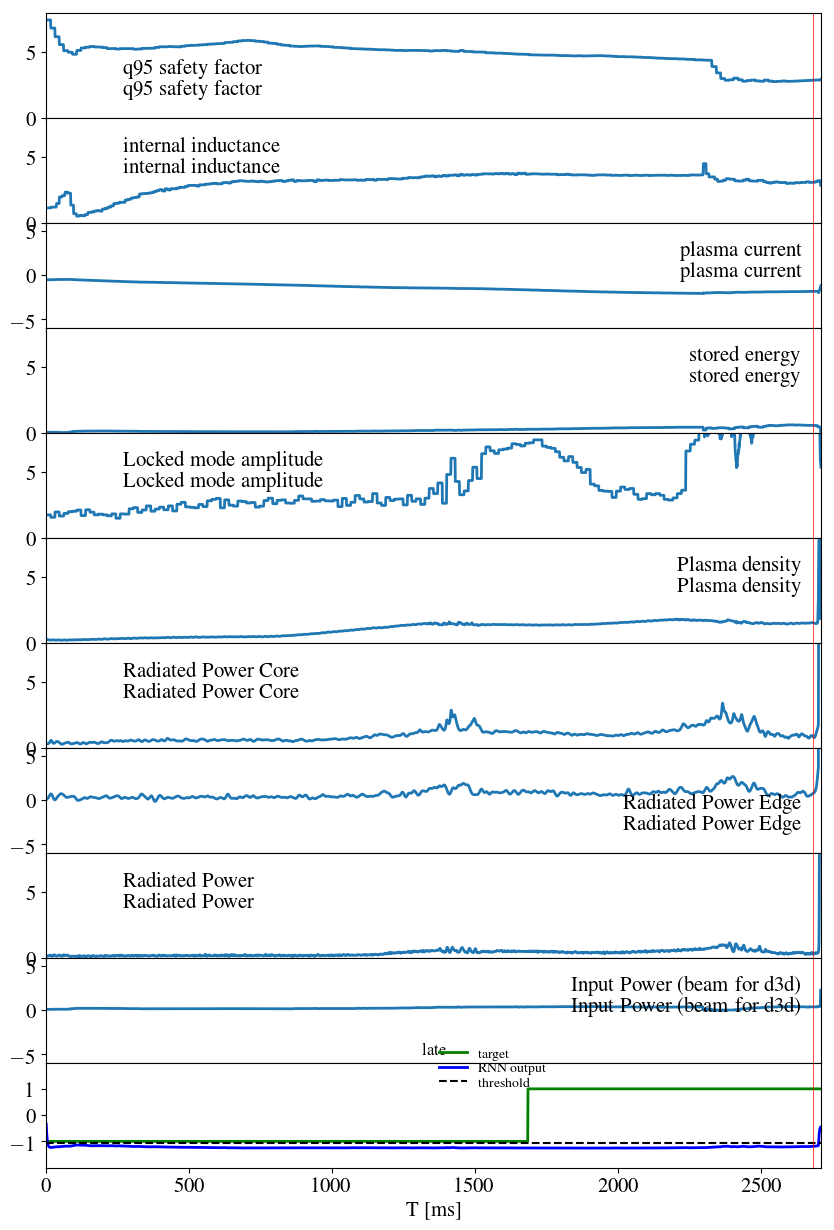 5
q95 safety factor
q95 safety factor
0
internal inductance
5
internal inductance
0
5
plasma current
0
plasma current
−5
stored energy
5
stored energy
0
Locked mode amplitude
5
Locked mode amplitude
0
Plasma density
5
Plasma density
0
Radiated Power Core
5
Radiated Power Core
0
5
0
Radiated Power Edge
Radiated Power Edge
−5
Radiated Power
5
Radiated Power
0
5
Input Power (beam for d3d)
0
Input Power (beam for d3d)
−5
late
target
RNN output
threshold
1
0
−1
0 500 1000 1500 2000 2500
T [ms]